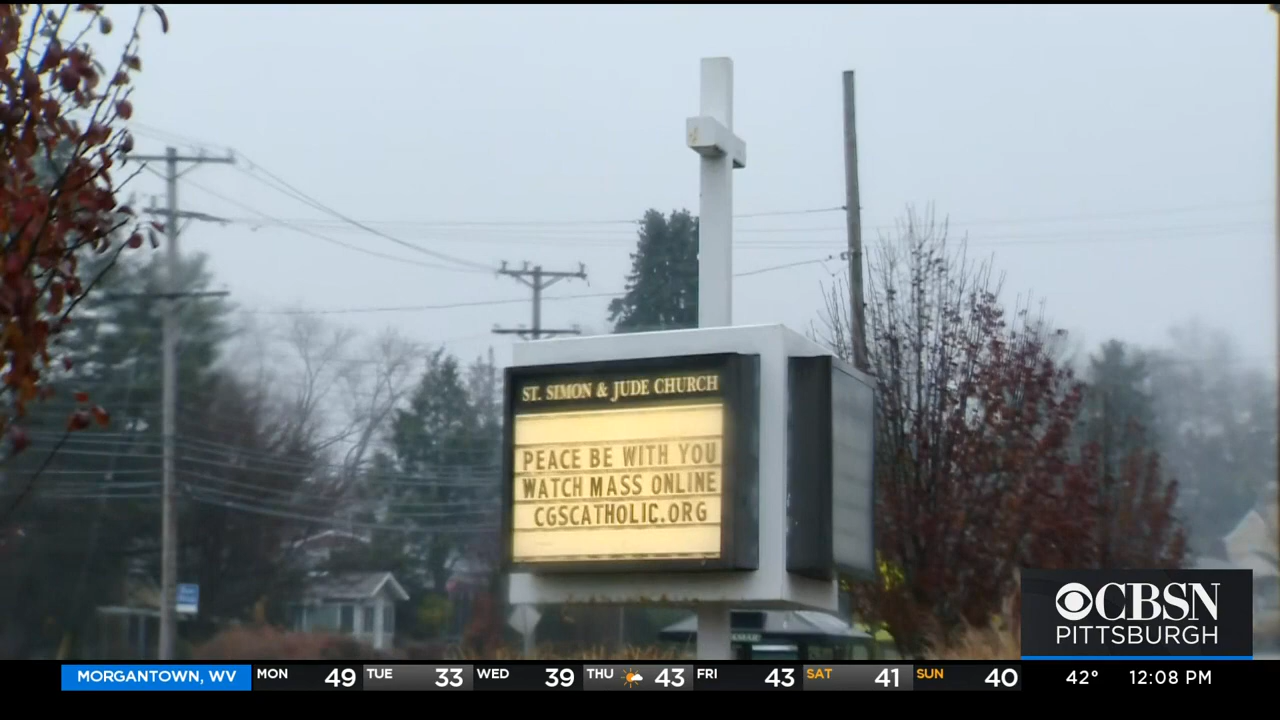 ST. SIMON & JUDE CHURCH
PEACE BE WITH YOU
WATCH MASS ONLINE
CGSCATHOLIC.ORG
CBSN
PITTSBURGH
MORGANTOWN, WV MON 49 TUE 33 WED 39 THU 43 FRI 43 SAT 41 SUN 40 42° 12:08 PM